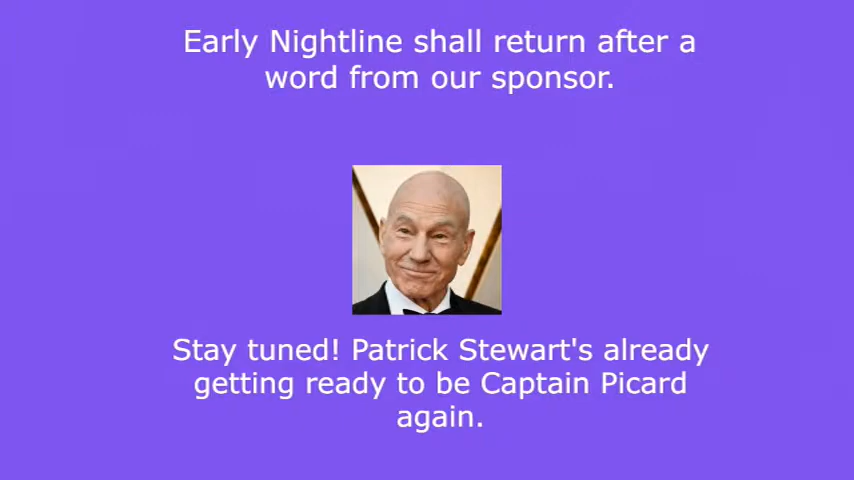 Early Nightline shall return after a
word from our sponsor.
Stay tuned! Patrick Stewart's already
getting ready to be Captain Picard
again.